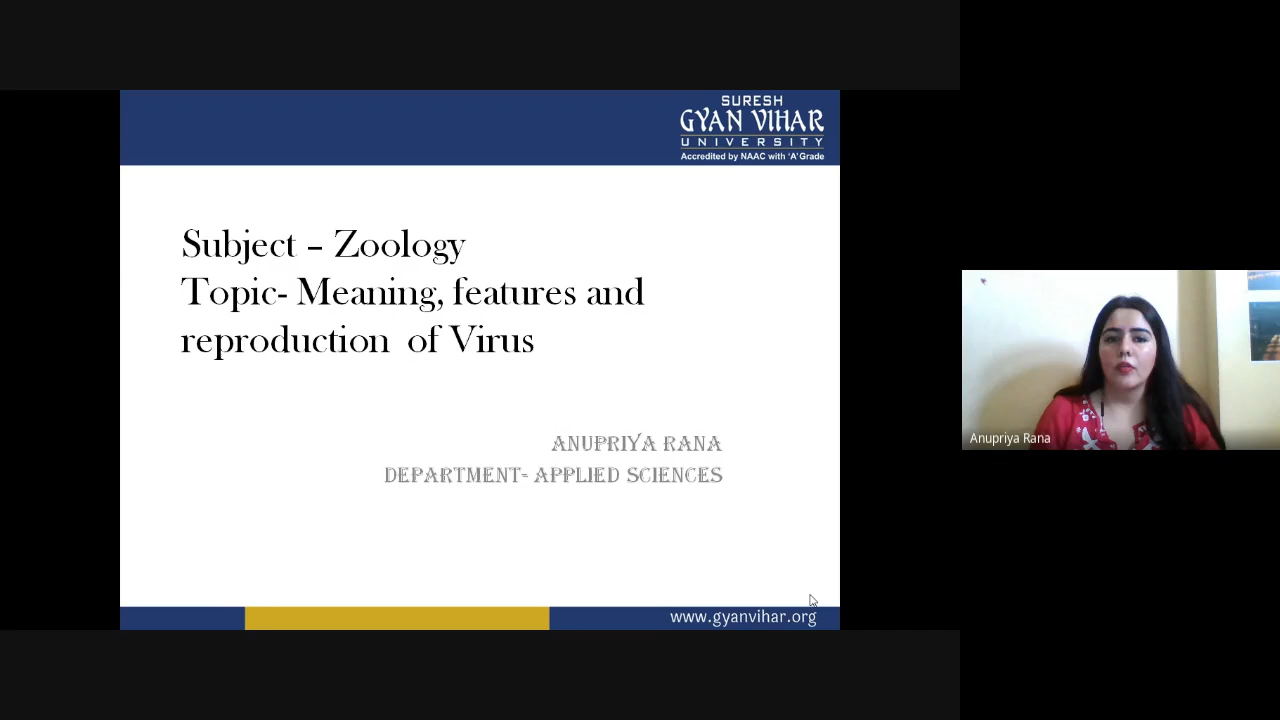 SURESH
GYAN VIHAR
UNIVERSITY
Accredited by NAAC with 'A' Grade
Subject – Zoology
Topic- Meaning, features and
reproduction of Virus
ANUPRIYA RANA
DEPARTMENT- APPLIED SCIENCES
www.gyanvihar.org
Anupriya Rana